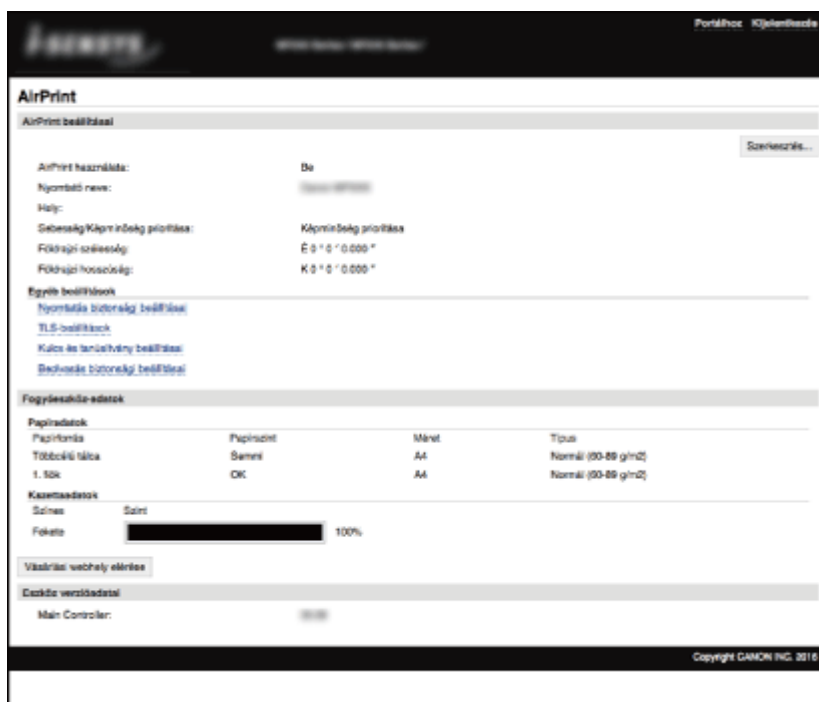 Portálhoz Kijelentkezés
i-SENSYS
AirPrint
AirPrint beállításai
Szerkesztés...
AirPrint használata: Be
Nyomtató neve:
Hely:
Sebesség/Képminőség prioritása: Képminőség prioritása
Földrajzi szélesség: É 0 ° 0 ' 0.000 "
Földrajzi hosszúság: K 0 ° 0 ' 0.000 "
Egyéb beállítások
Nyomtatás biztonsági beállításai
TLS-beállítások
Kulcs és tanúsítvány beállításai
Beolvasás biztonsági beállításai
Fogyóeszköz-adatok
Papíradatok
Papírforrás Papírszint Méret Típus
Többcélú tálca Semmi A4 Normál (60-89 g/m2)
1. fiók OK A4 Normál (60-89 g/m2)
Kazettaadatok
Színes Szint
Fekete 100%
Vásárlási webhely elérése
Eszköz verzióadatai
Main Controller:
Copyright CANON INC. 2016